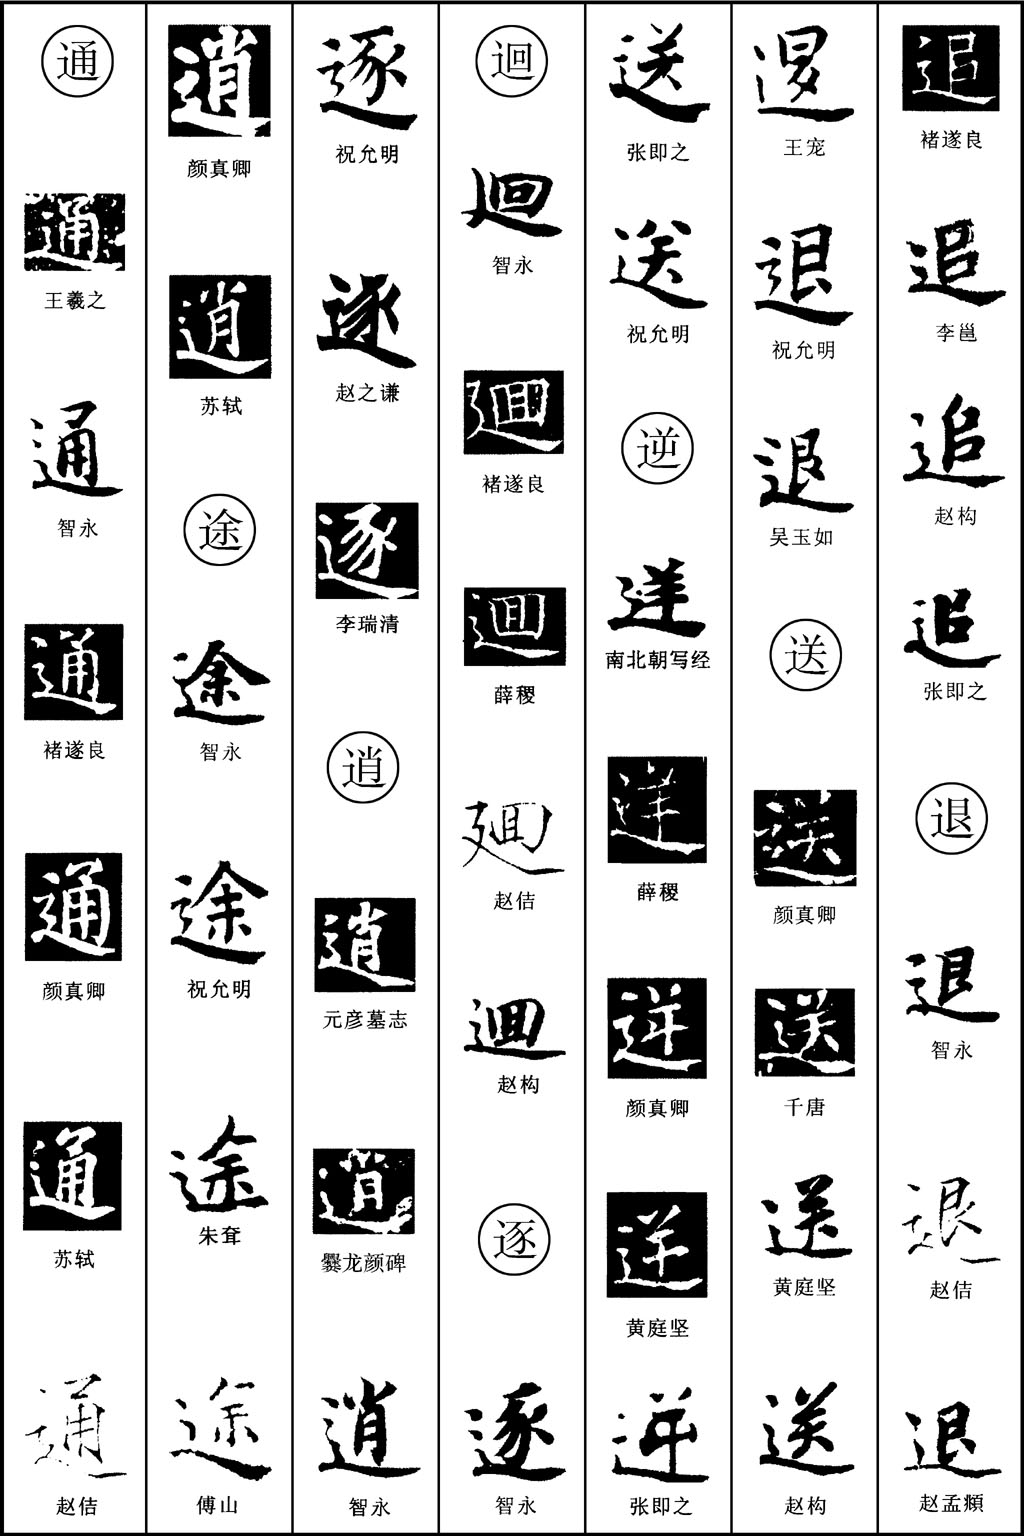 追
褚遂良
追
李邕
追
赵构
追
张即之
退
退
智永
退
赵佶
退
赵孟頫
退
王宠
退
祝允明
退
吴玉如
送
送
颜真卿
送
千唐
送
黄庭坚
送
赵构
送
张即之
送
祝允明
逆
逆
南北朝写经
逆
薛稷
逆
颜真卿
逆
黄庭坚
逆
张即之
迴
迴
智永
廻
褚遂良
迴
薛稷
廻
赵佶
迴
赵构
逐
逐
智永
逐
祝允明
逐
赵之谦
逐
李瑞清
逍
逍
元彦墓志
逍
爨龙颜碑
逍
智永
逍
颜真卿
逍
苏轼
途
途
智永
途
祝允明
途
朱耷
途
傅山
通
通
王羲之
通
智永
通
褚遂良
通
颜真卿
通
苏轼
通
赵佶